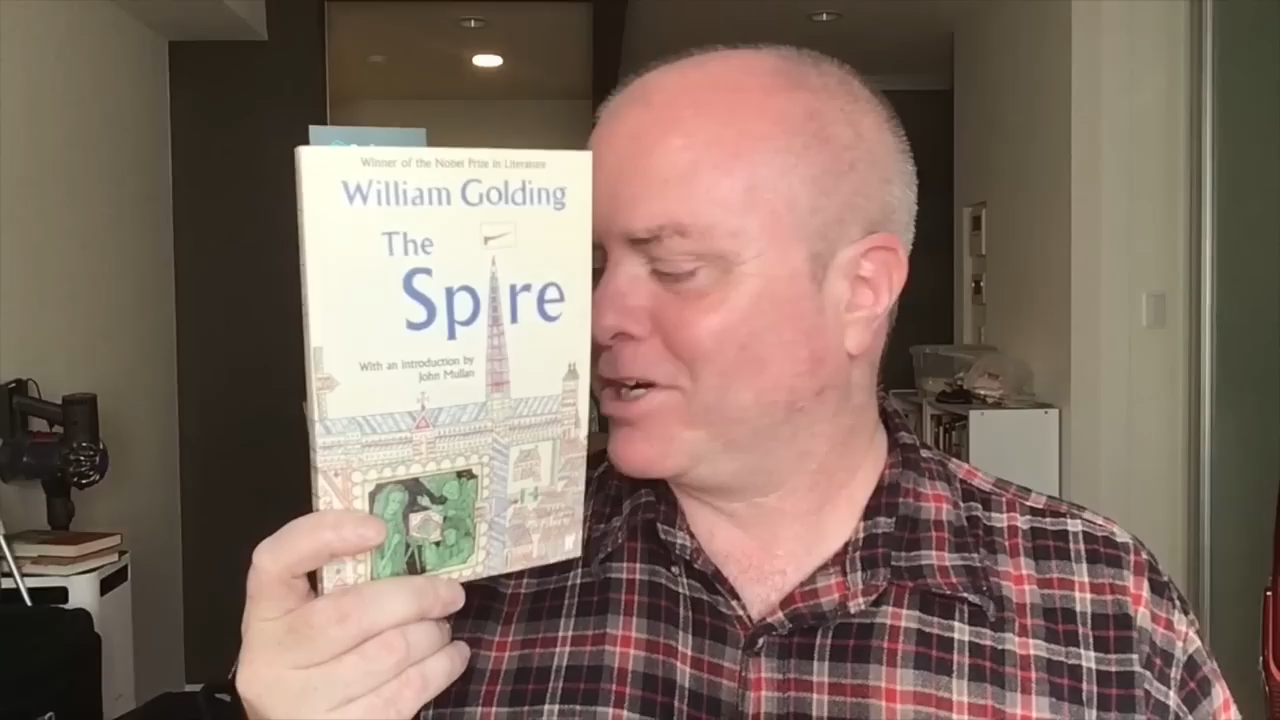 Winner of the Nobel Prize in Literature
William Golding
The
Spire
With an introduction by
John Mullan